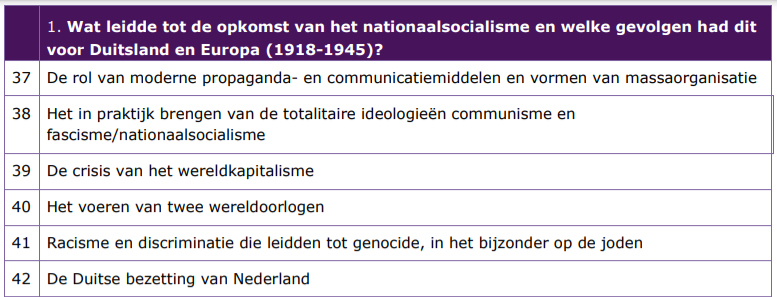 1. Wat leidde tot de opkomst van het nationaalsocialisme en welke gevolgen had dit
voor Duitsland en Europa (1918-1945)?
37 De rol van moderne propaganda- en communicatiemiddelen en vormen van massaorganisatie
38 Het in praktijk brengen van de totalitaire ideologieën communisme en
fascisme/nationaalsocialisme
39 De crisis van het wereldkapitalisme
40 Het voeren van twee wereldoorlogen
41 Racisme en discriminatie die leidden tot genocide, in het bijzonder op de joden
42 De Duitse bezetting van Nederland